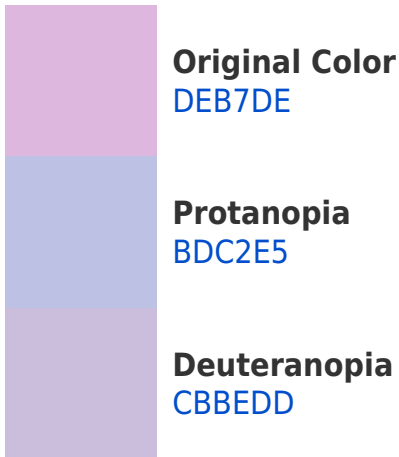 Original Color
DEB7DE
Protanopia
BDC2E5
Deuteranopia
CBBEDD